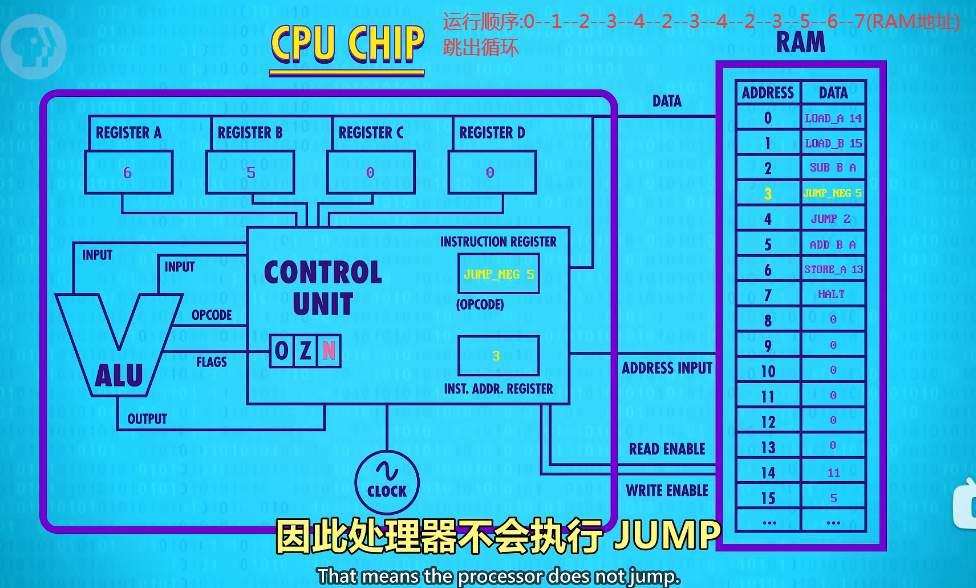 运行顺序:0--1--2--3--4--2--3--4--2--3--5--6--7(RAM地址)
跳出循环
CPU CHIP
RAM
DATA
REGISTER A
REGISTER B
REGISTER C
REGISTER D
6
5
0
0
INPUT
INPUT
CONTROL
UNIT
INSTRUCTION REGISTER
JUMP_NEG 5
(OPCODE)
OPCODE
FLAGS
O Z N
3
INST. ADDR. REGISTER
ALU
OUTPUT
CLOCK
ADDRESS INPUT
READ ENABLE
WRITE ENABLE
ADDRESS DATA
0 LOAD_A 14
1 LOAD_B 15
2 SUB B A
3 JUMP_NEG 5
4 JUMP 2
5 ADD B A
6 STORE_A 13
7 HALT
8 0
9 0
10 0
11 0
12 0
13 0
14 11
15 5
... ...
因此处理器不会执行 JUMP
That means the processor does not jump.